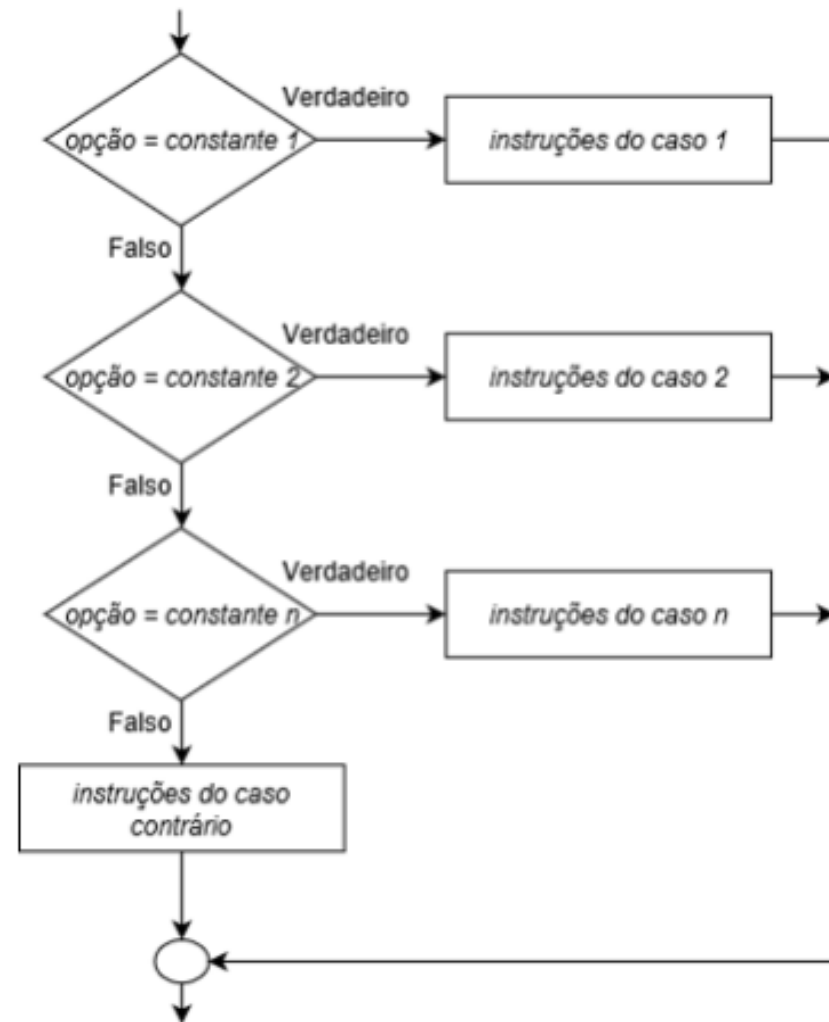 Verdadeiro
opção = constante 1
instruções do caso 1
Falso
Verdadeiro
opção = constante 2
instruções do caso 2
Falso
Verdadeiro
opção = constante n
instruções do caso n
Falso
instruções do caso
contrário